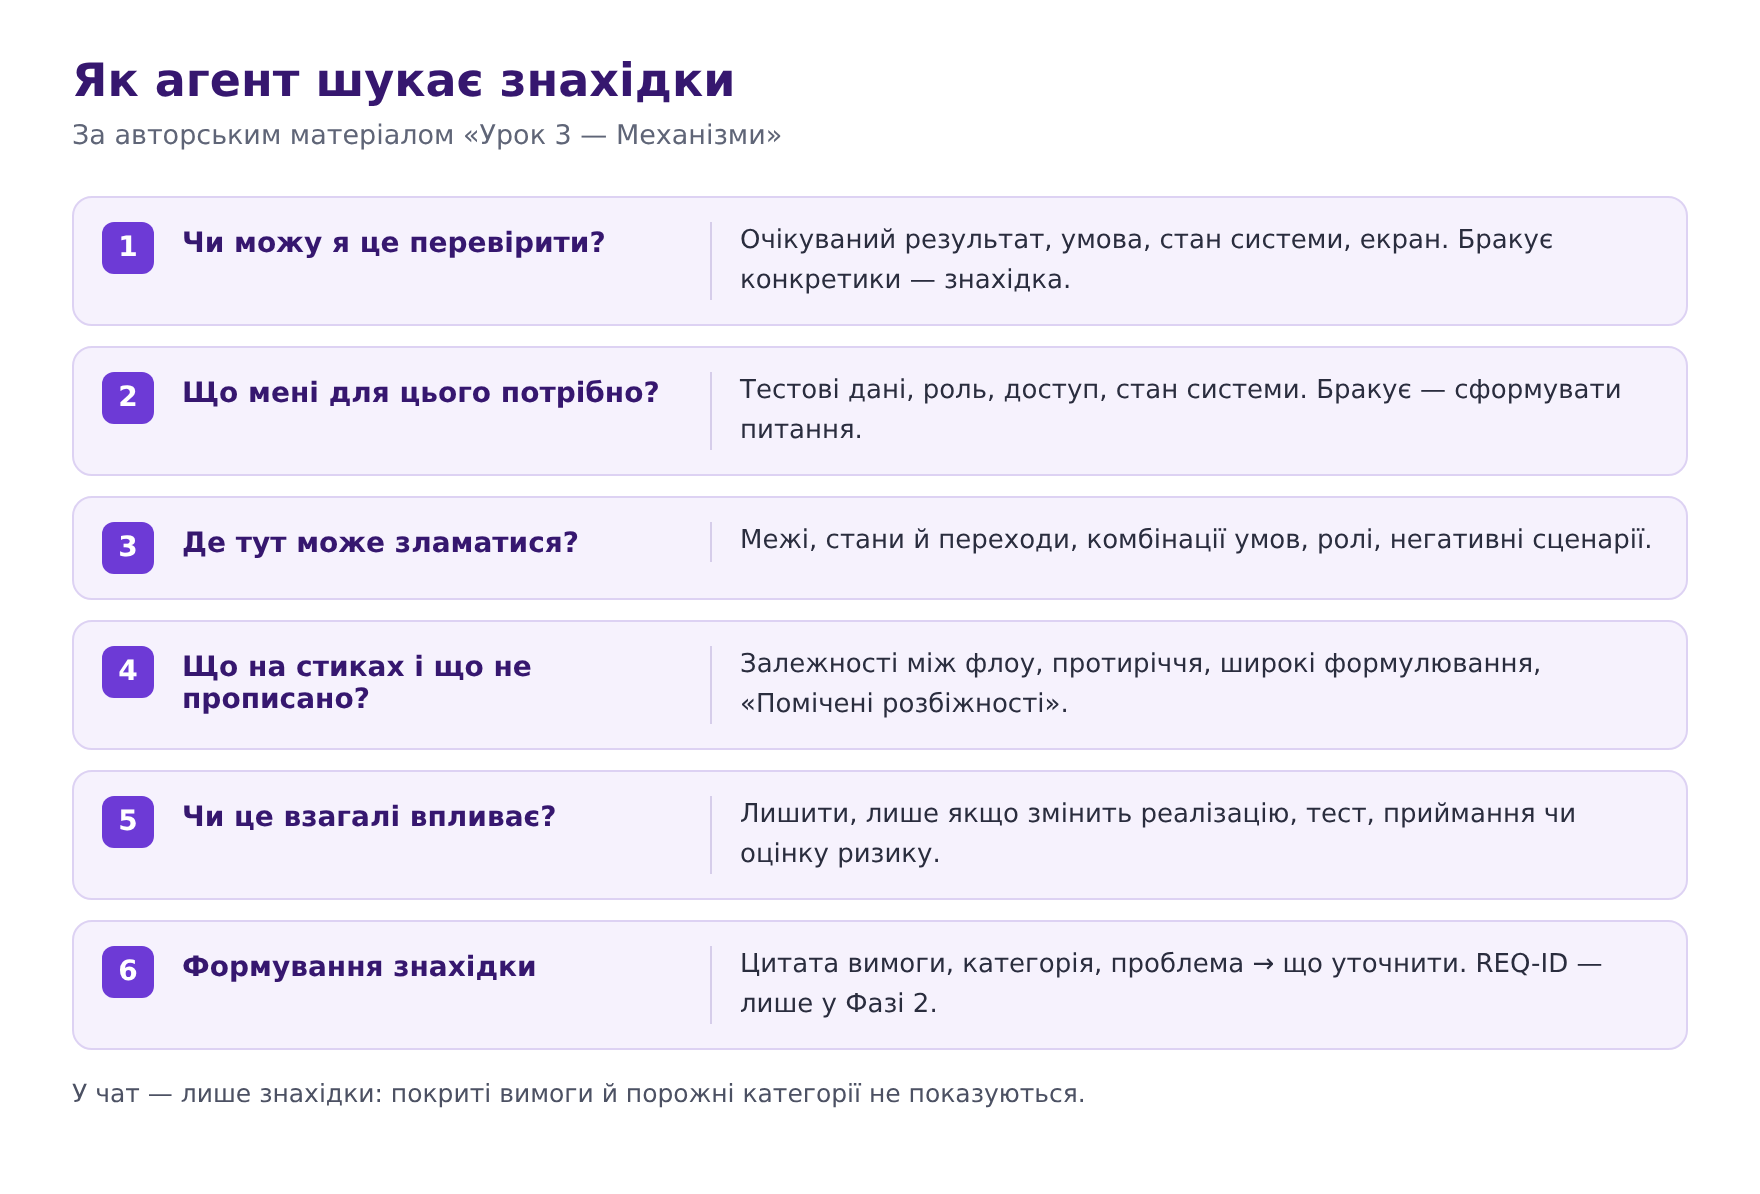 Як агент шукає знахідки
За авторським матеріалом «Урок 3 — Механізми»
1
Чи можу я це перевірити?
Очікуваний результат, умова, стан системи, екран. Бракує
конкретики — знахідка.
2
Що мені для цього потрібно?
Тестові дані, роль, доступ, стан системи. Бракує — сформувати
питання.
3
Де тут може зламатися?
Межі, стани й переходи, комбінації умов, ролі, негативні сценарії.
4
Що на стиках і що не
прописано?
Залежності між флоу, протиріччя, широкі формулювання,
«Помічені розбіжності».
5
Чи це взагалі впливає?
Лишити, лише якщо змінить реалізацію, тест, приймання чи
оцінку ризику.
6
Формування знахідки
Цитата вимоги, категорія, проблема → що уточнити. REQ-ID —
лише у Фазі 2.
У чат — лише знахідки: покриті вимоги й порожні категорії не показуються.